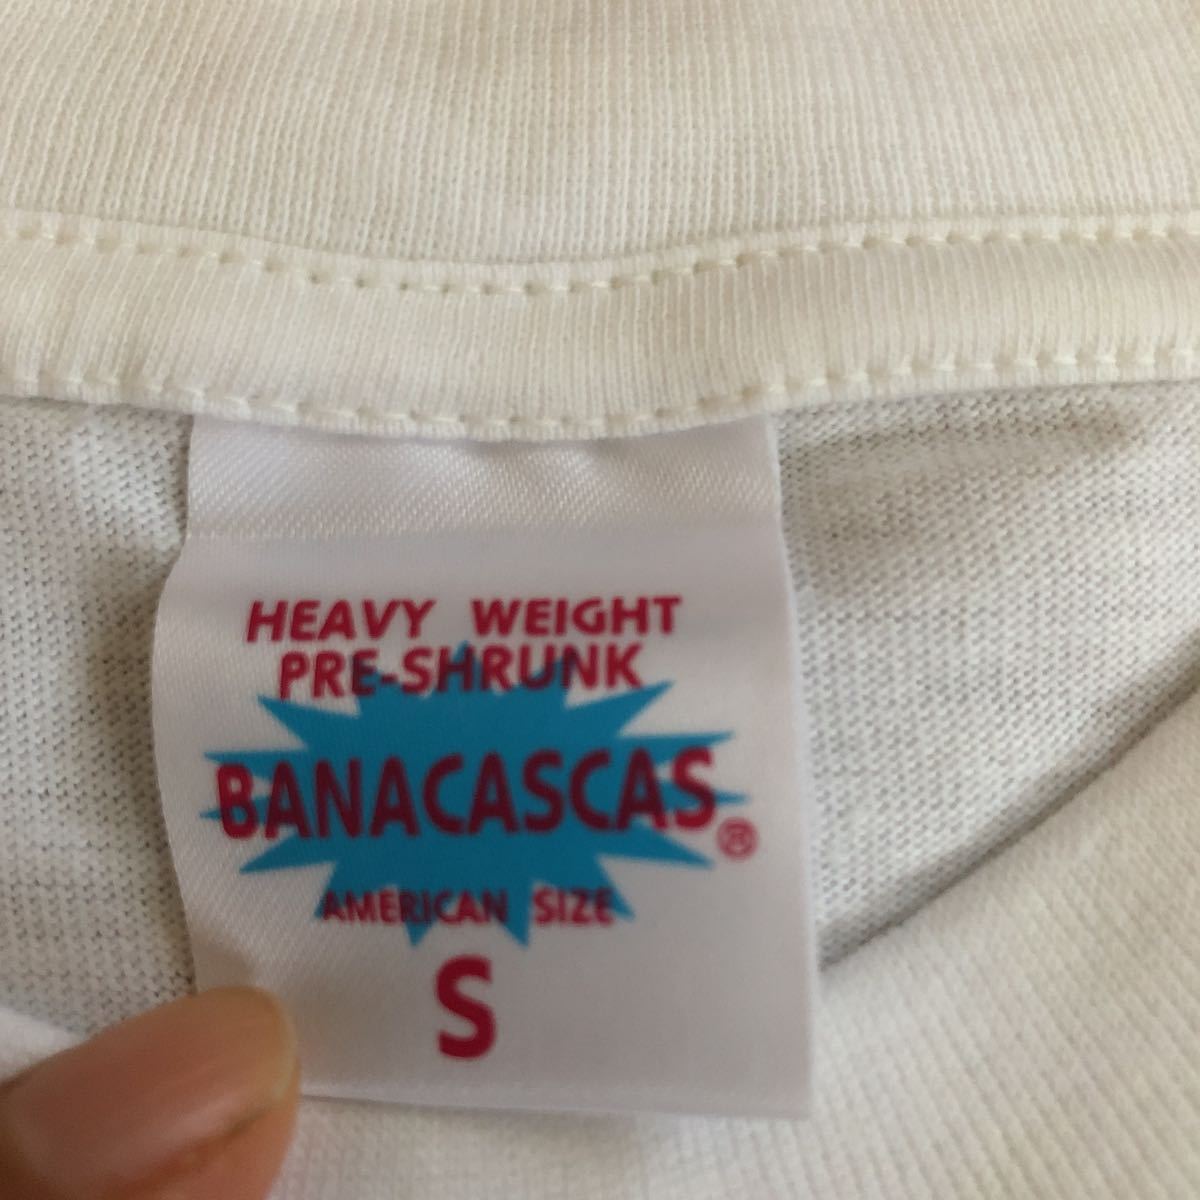 HEAVY WEIGHT
PRE-SHRUNK
BANACASCAS®
AMERICAN SIZE
S